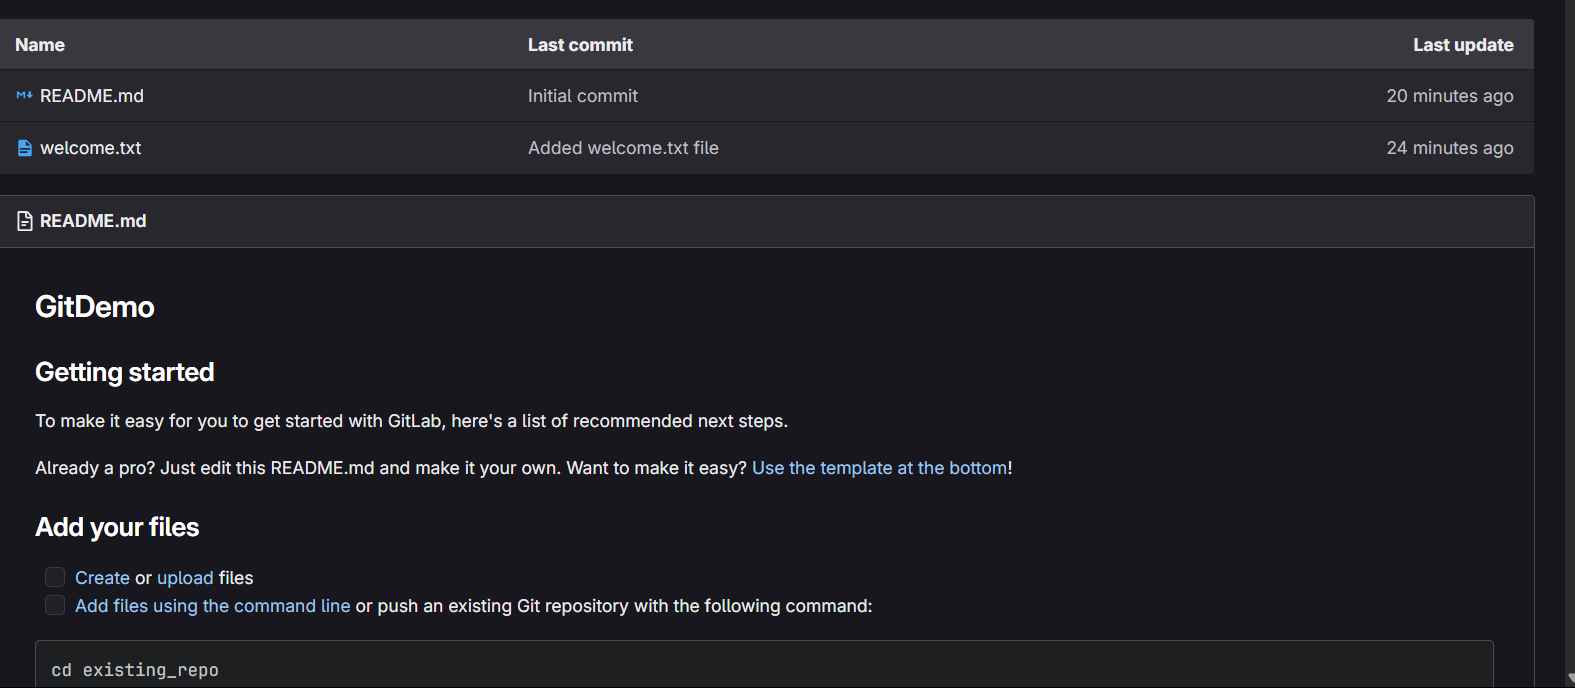 Name Last commit Last update
README.md Initial commit 20 minutes ago
welcome.txt Added welcome.txt file 24 minutes ago
README.md
GitDemo
Getting started
To make it easy for you to get started with GitLab, here's a list of recommended next steps.
Already a pro? Just edit this README.md and make it your own. Want to make it easy? Use the template at the bottom!
Add your files
Create or upload files
Add files using the command line or push an existing Git repository with the following command:
cd existing_repo